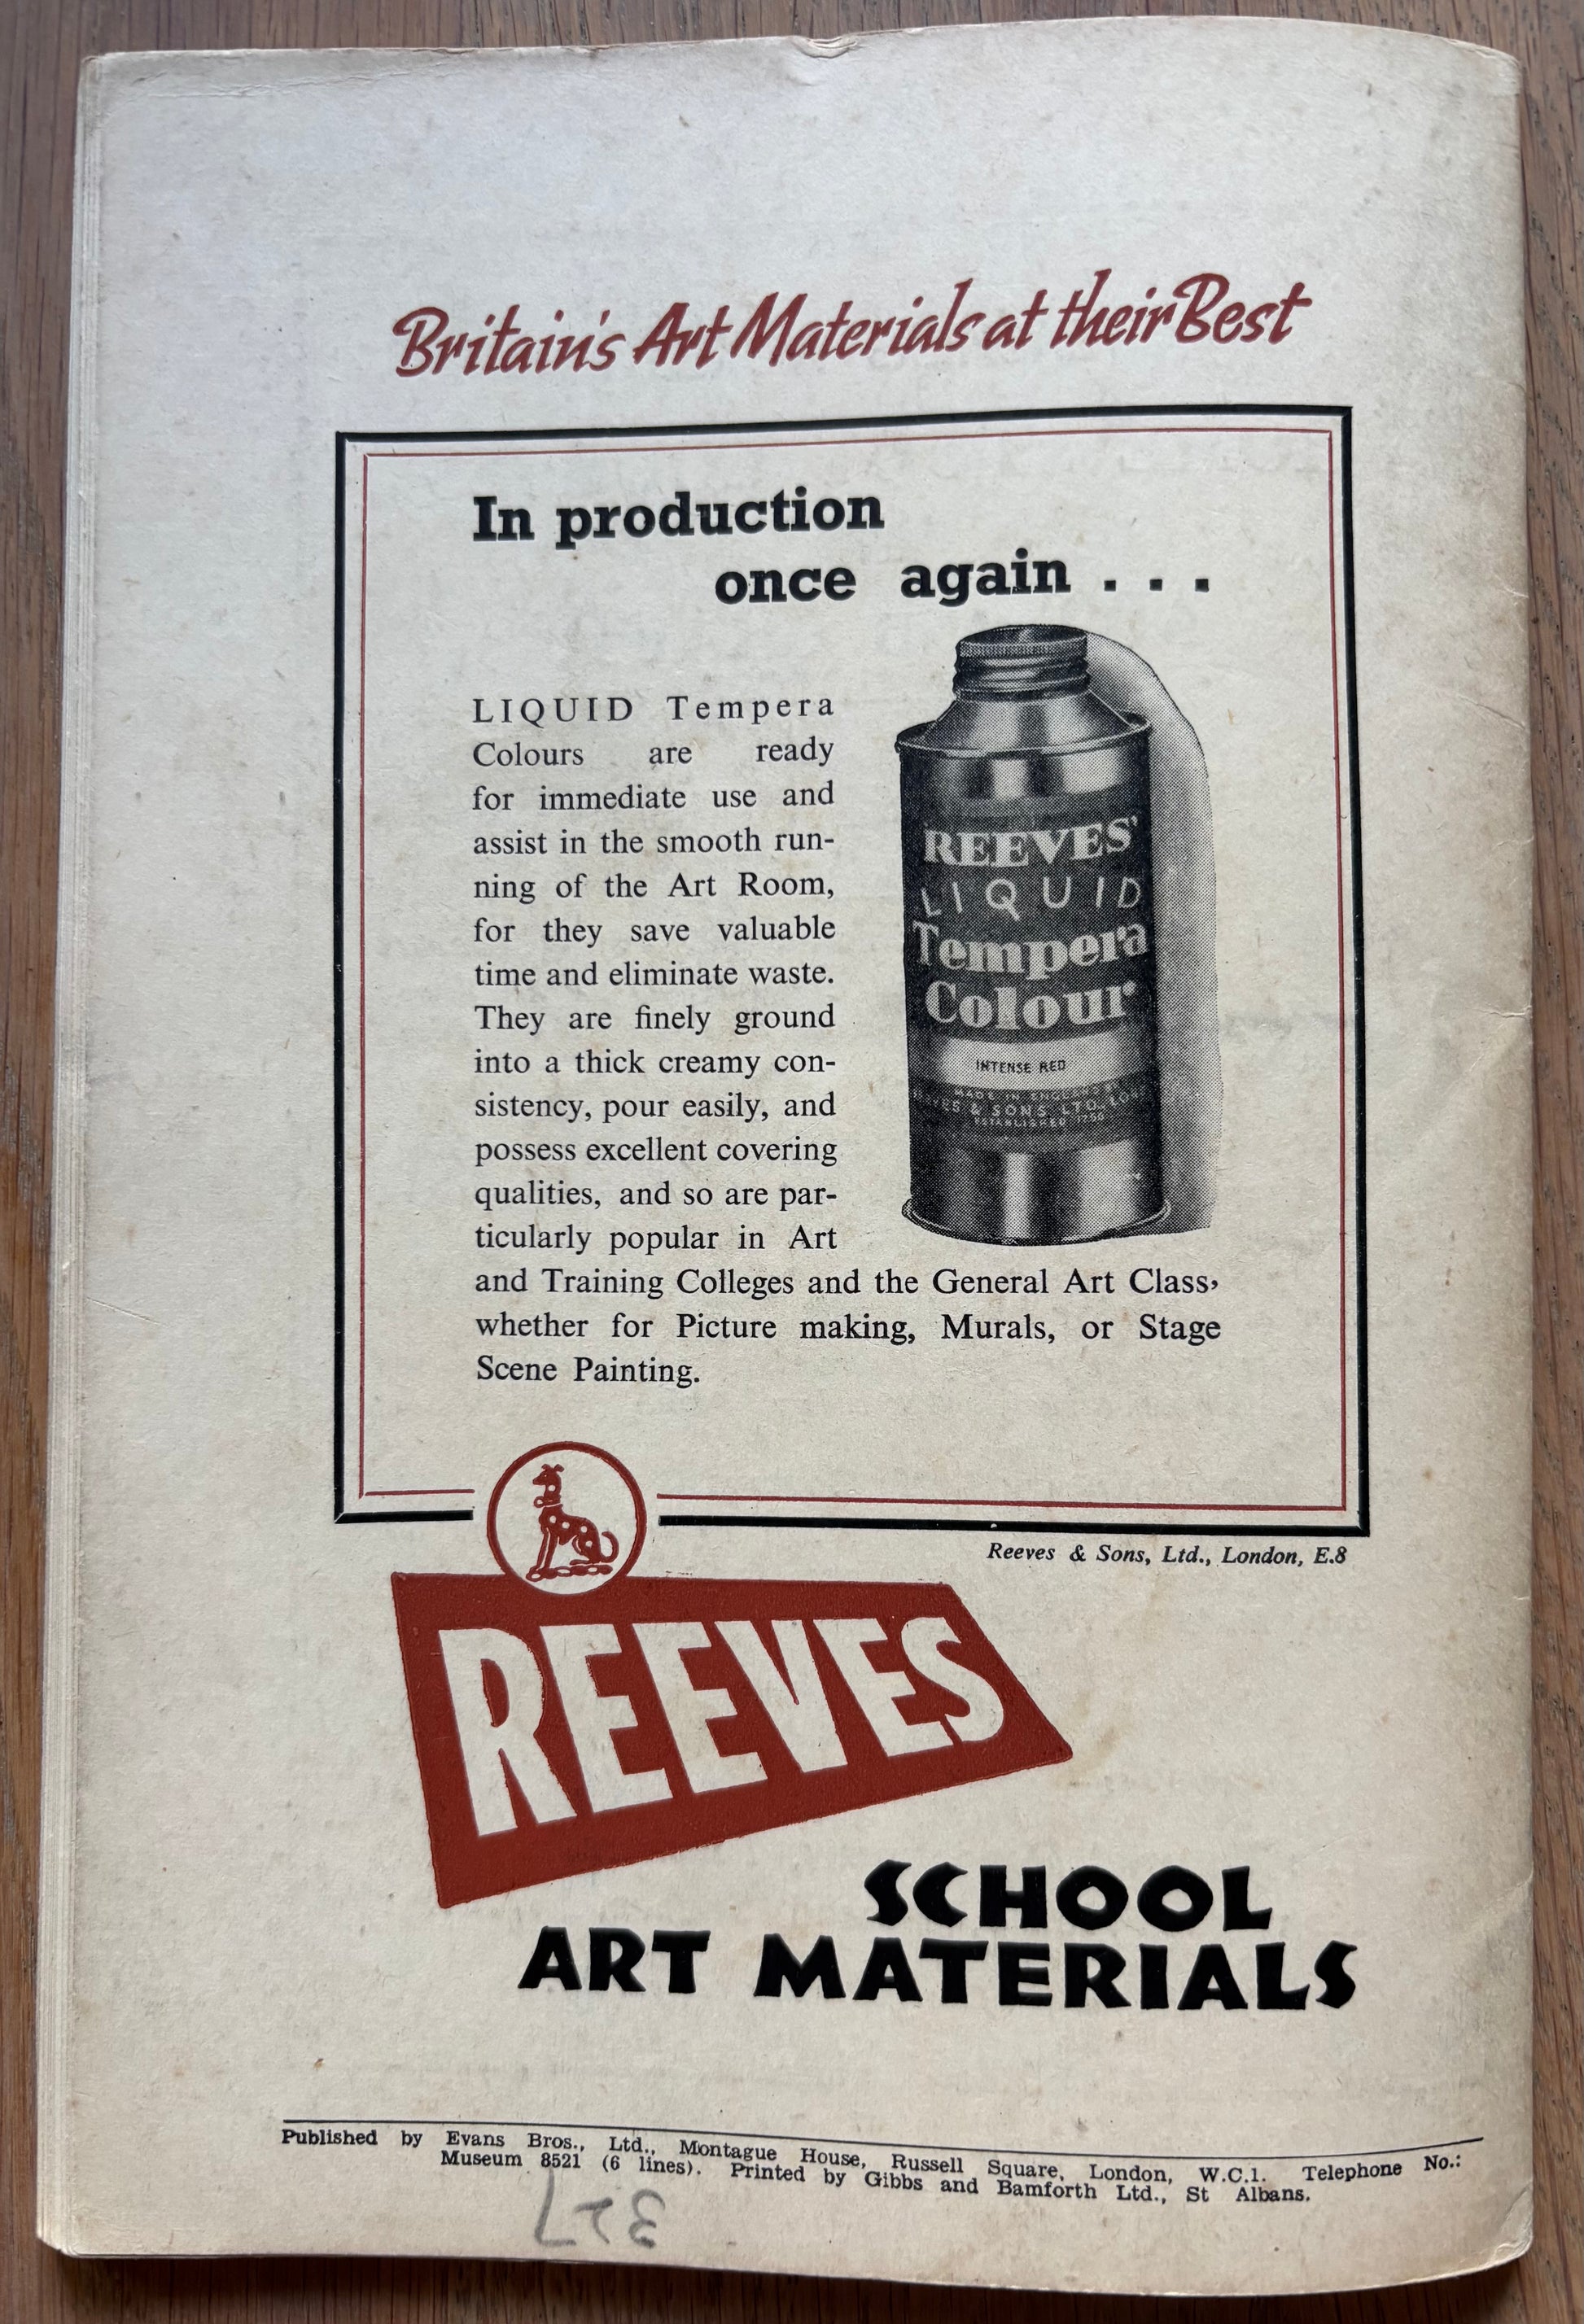 Britain's Art Materials at their Best
In production
once again . . .
LIQUID Tempera
Colours are ready
for immediate use and
assist in the smooth run-
ning of the Art Room,
for they save valuable
time and eliminate waste.
They are finely ground
into a thick creamy con-
sistency, pour easily, and
possess excellent covering
qualities, and so are par-
ticularly popular in Art
and Training Colleges and the General Art Class,
whether for Picture making, Murals, or Stage
Scene Painting.
REEVES'
LIQUID
Tempera
Colour
INTENSE RED
MADE IN ENGLAND
& SONS LTD.
ESTABLISHED
Reeves & Sons, Ltd., London, E.8
REEVES
SCHOOL
ART MATERIALS
Published by Evans Bros., Ltd., Montague House, Russell Square, London, W.C.1. Telephone No.:
Museum 8521 (6 lines). Printed by Gibbs and Bamforth Ltd., St Albans.